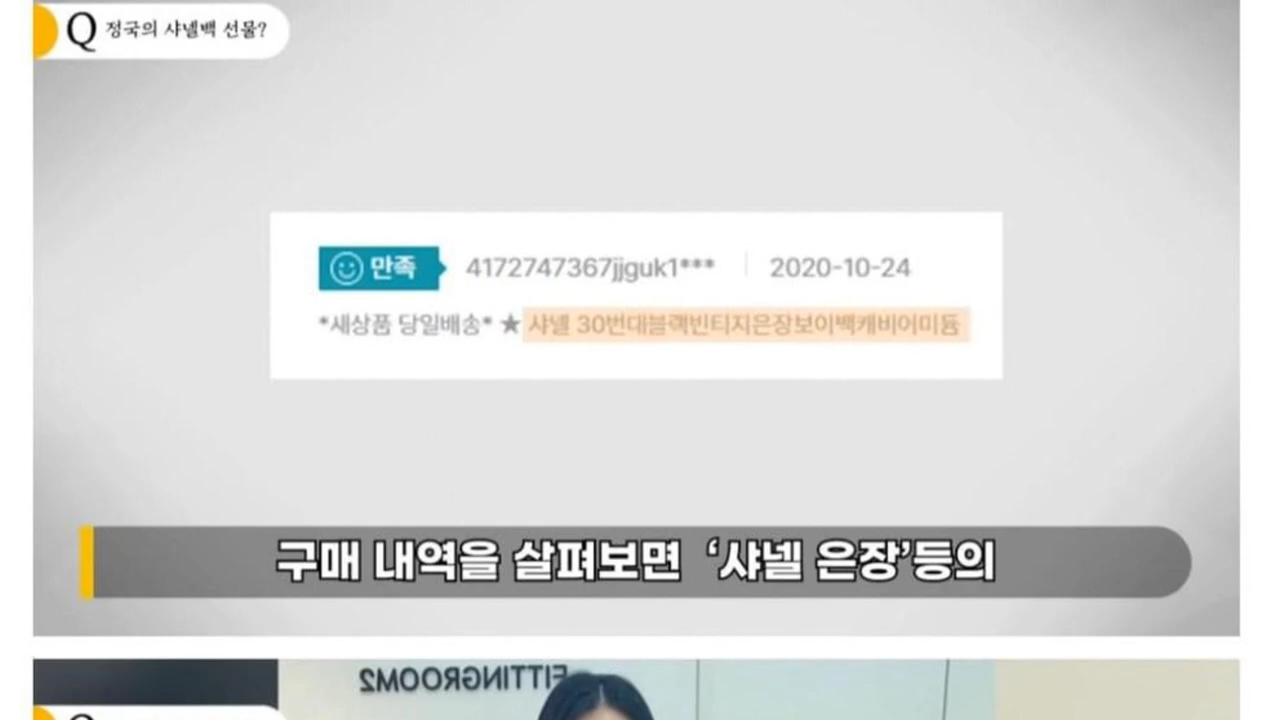 Q 정국의 샤넬백 선물?
만족 4172747367jjguk1*** 2020-10-24
*새상품 당일배송* ★ 샤넬 30번대블랙빈티지은장보이백캐비어미듐
구매 내역을 살펴보면 ‘샤넬 은장’등의
FITTINGROOM2